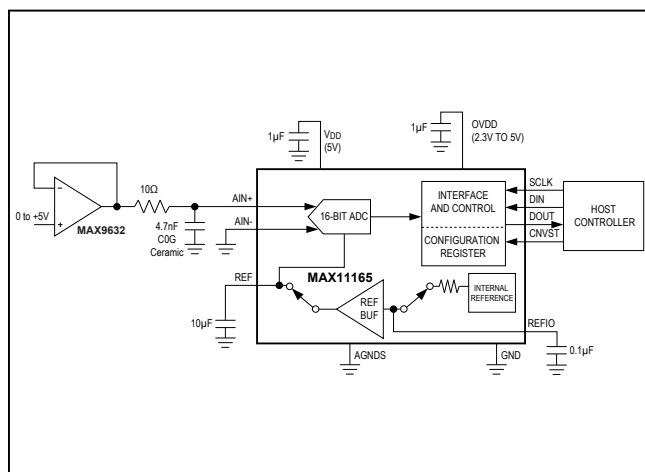 1µF
VDD
(5V)
1µF
OVDD
(2.3V TO 5V)
0 to +5V
-
+
MAX9632
10Ω
4.7nF
C0G
Ceramic
AIN+
AIN-
16-BIT ADC
INTERFACE
AND CONTROL
CONFIGURATION
REGISTER
SCLK
DIN
DOUT
CNVST
HOST
CONTROLLER
MAX11165
REF
10µF
REF
BUF
INTERNAL
REFERENCE
REFIO
0.1µF
AGNDS
GND